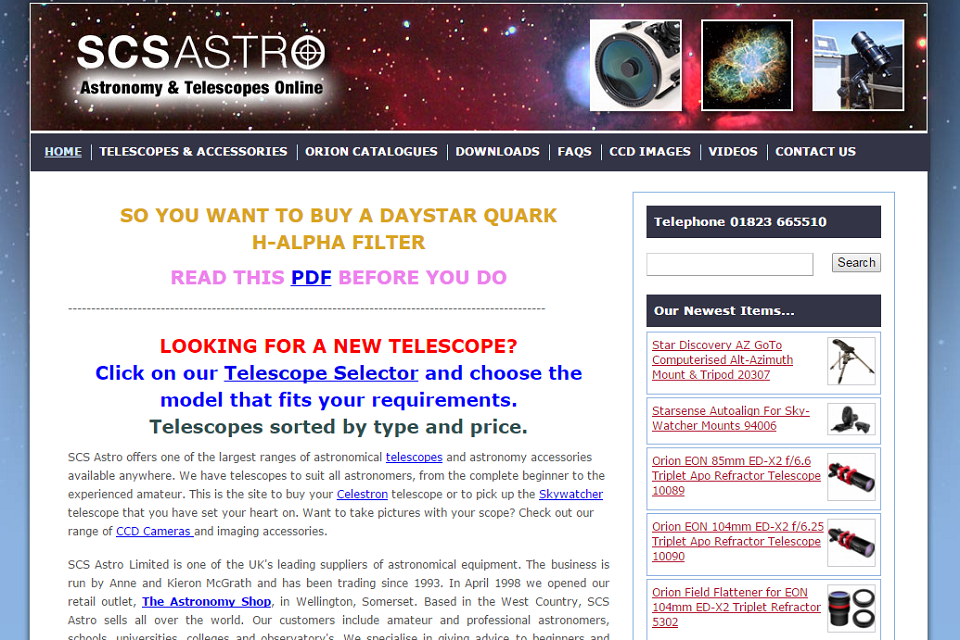 SCSASTRO
Astronomy & Telescopes Online
HOME
TELESCOPES & ACCESSORIES
ORION CATALOGUES
DOWNLOADS
FAQS
CCD IMAGES
VIDEOS
CONTACT US
SO YOU WANT TO BUY A DAYSTAR QUARK
H-ALPHA FILTER
READ THIS PDF BEFORE YOU DO
LOOKING FOR A NEW TELESCOPE?
Click on our Telescope Selector and choose the
model that fits your requirements.
Telescopes sorted by type and price.
SCS Astro offers one of the largest ranges of astronomical telescopes and astronomy accessories
available anywhere. We have telescopes to suit all astronomers, from the complete beginner to the
experienced amateur. This is the site to buy your Celestron telescope or to pick up the Skywatcher
telescope that you have set your heart on. Want to take pictures with your scope? Check out our
range of CCD Cameras and imaging accessories.
SCS Astro Limited is one of the UK's leading suppliers of astronomical equipment. The business is
run by Anne and Kieron McGrath and has been trading since 1993. In April 1998 we opened our
retail outlet, The Astronomy Shop, in Wellington, Somerset. Based in the West Country, SCS
Astro sells all over the world. Our customers include amateur and professional astronomers,
schools, universities, colleges and observatory's. We specialise in giving advice to beginners and
Telephone 01823 665510
Search
Our Newest Items...
Star Discovery AZ GoTo
Computerised Alt-Azimuth
Mount & Tripod 20307
Starsense Autoalign For Sky-
Watcher Mounts 94006
Orion EON 85mm ED-X2 f/6.6
Triplet Apo Refractor Telescope
10089
Orion EON 104mm ED-X2 f/6.25
Triplet Apo Refractor Telescope
10090
Orion Field Flattener for EON
104mm ED-X2 Triplet Refractor
5302